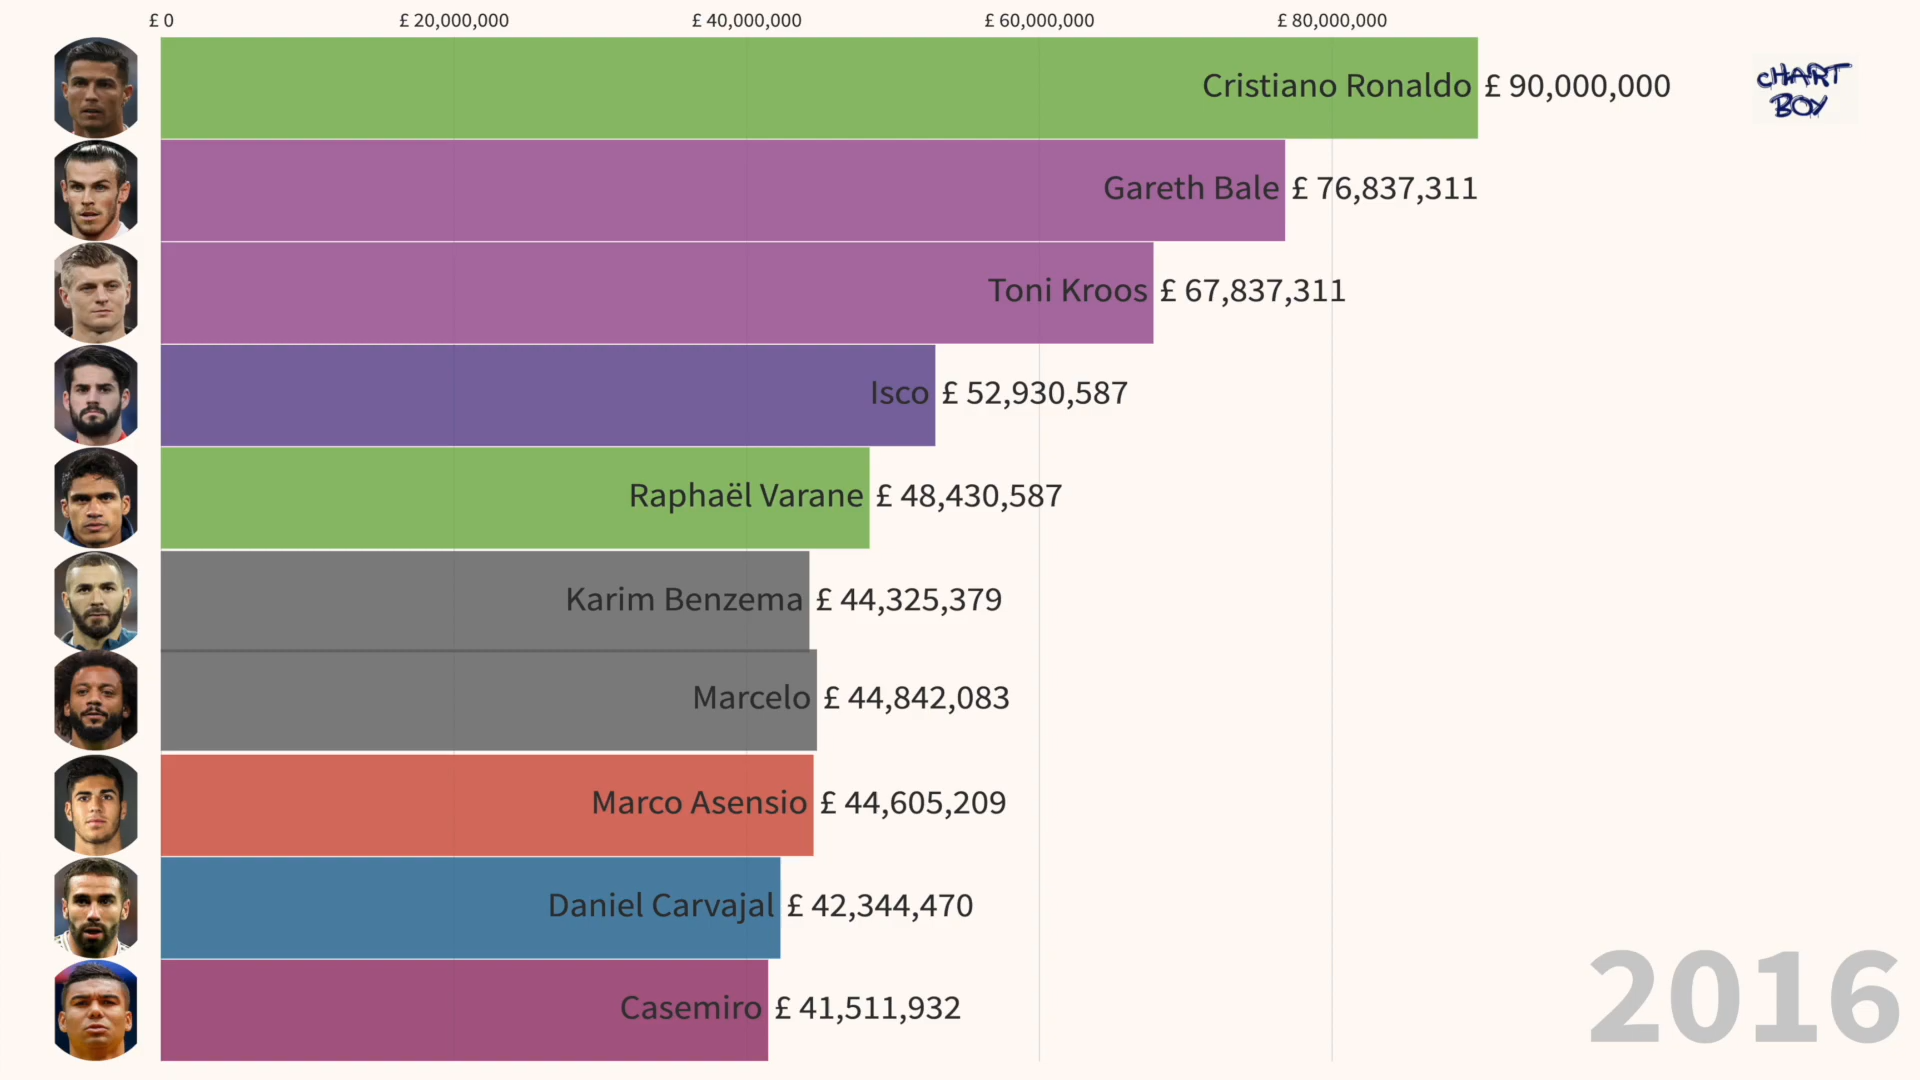 £ 0 £ 20,000,000 £ 40,000,000 £ 60,000,000 £ 80,000,000
Cristiano Ronaldo £ 90,000,000
CHART
BOY
Gareth Bale £ 76,837,311
Toni Kroos £ 67,837,311
Isco £ 52,930,587
Raphaël Varane £ 48,430,587
Karim Benzema £ 44,325,379
Marcelo £ 44,842,083
Marco Asensio £ 44,605,209
Daniel Carvajal £ 42,344,470
Casemiro £ 41,511,932
2016